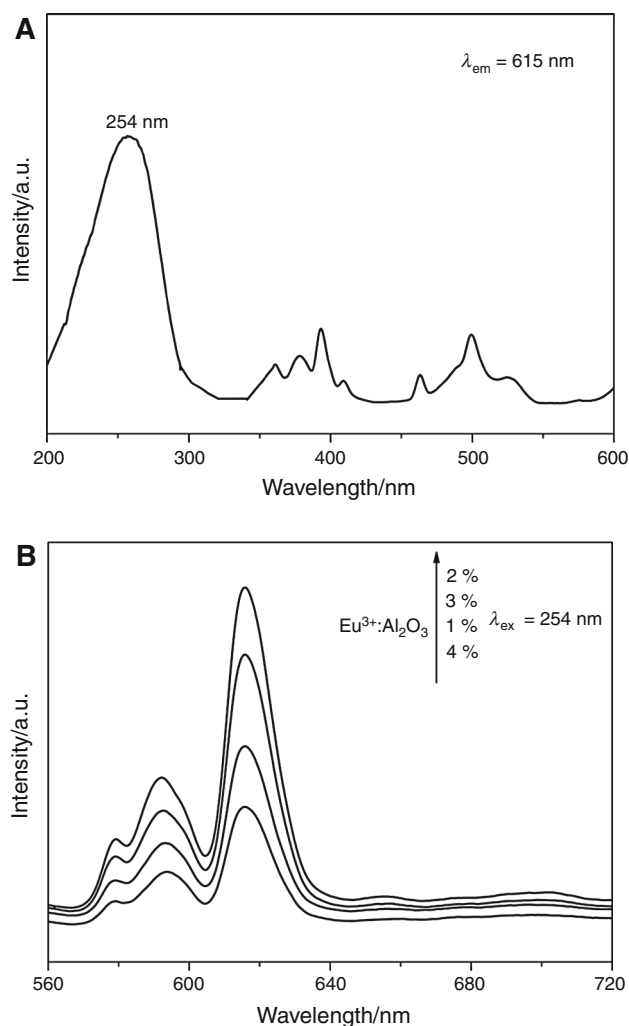 A
λem = 615 nm
254 nm
Intensity/a.u.
200 300 400 500 600
Wavelength/nm
B
2 %
3 %
Eu³⁺:Al₂O₃ 1 % λex = 254 nm
4 %
Intensity/a.u.
560 600 640 680 720
Wavelength/nm